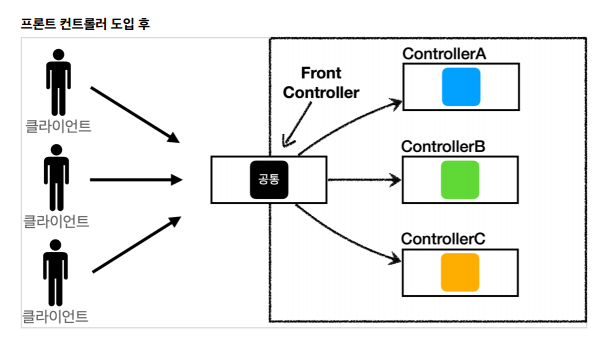 프론트 컨트롤러 도입 후
클라이언트
클라이언트
클라이언트
Front
Controller
공통
ControllerA
ControllerB
ControllerC